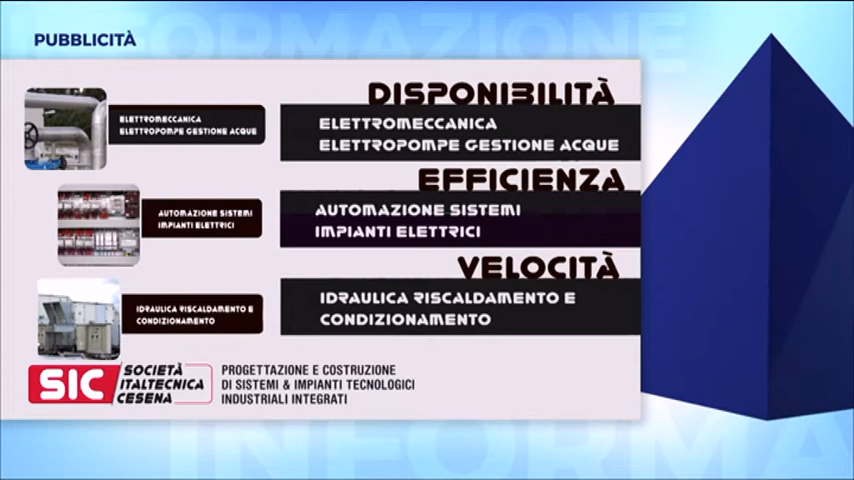 PUBBLICITÀ
INFORMAZIONE
DISPONIBILITÀ
ELETTROMECCANICA
ELETTROPOMPE GESTIONE ACQUE
ELETTROMECCANICA
ELETTROPOMPE GESTIONE ACQUE
EFFICIENZA
AUTOMAZIONE SISTEMI
IMPIANTI ELETTRICI
AUTOMAZIONE SISTEMI
IMPIANTI ELETTRICI
VELOCITÀ
IDRAULICA RISCALDAMENTO E
CONDIZIONAMENTO
IDRAULICA RISCALDAMENTO E
CONDIZIONAMENTO
SIC
SOCIETÀ
ITALTECNICA
CESENA
PROGETTAZIONE E COSTRUZIONE
DI SISTEMI & IMPIANTI TECNOLOGICI
INDUSTRIALI INTEGRATI
INFORMA